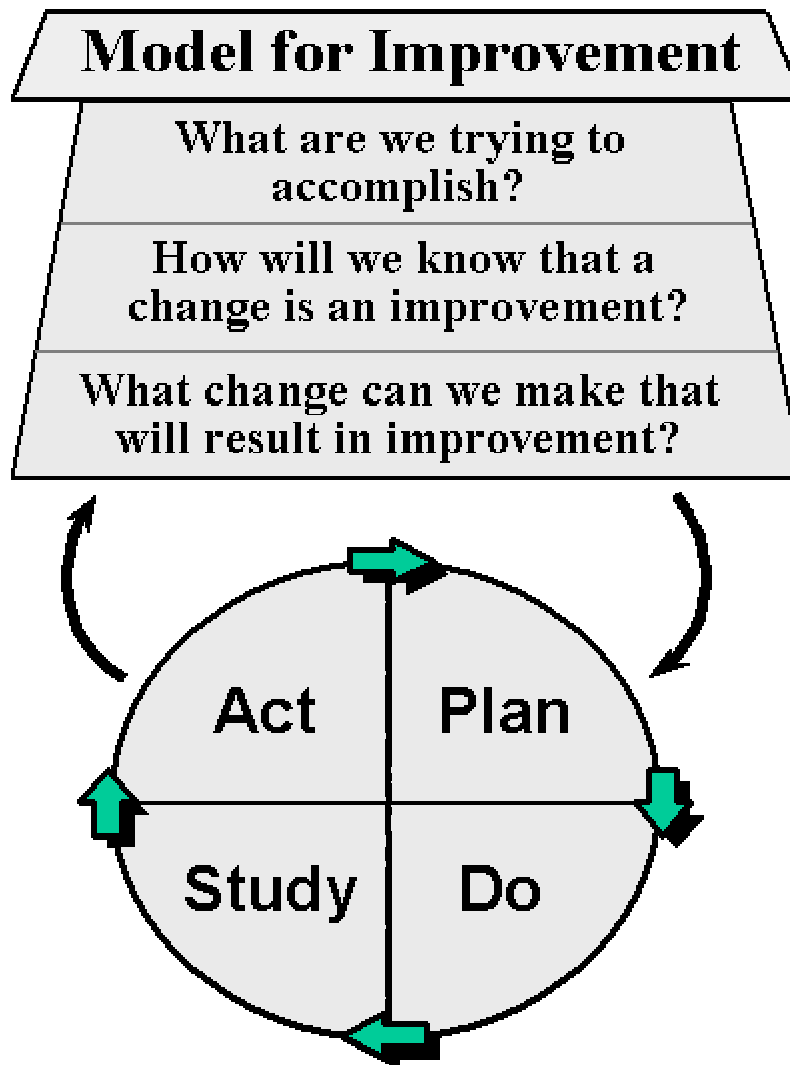 Model for Improvement
What are we trying to
accomplish?
How will we know that a
change is an improvement?
What change can we make that
will result in improvement?
Act
Plan
Study
Do